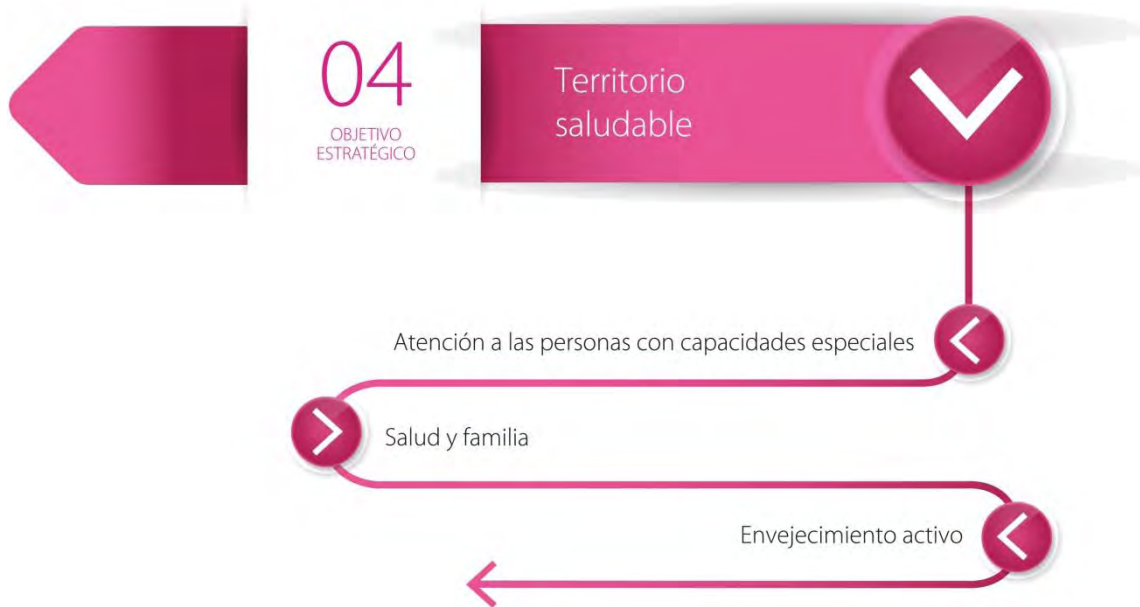 04
OBJETIVO
ESTRATÉGICO
Territorio
saludable
Atención a las personas con capacidades especiales
Salud y familia
Envejecimiento activo